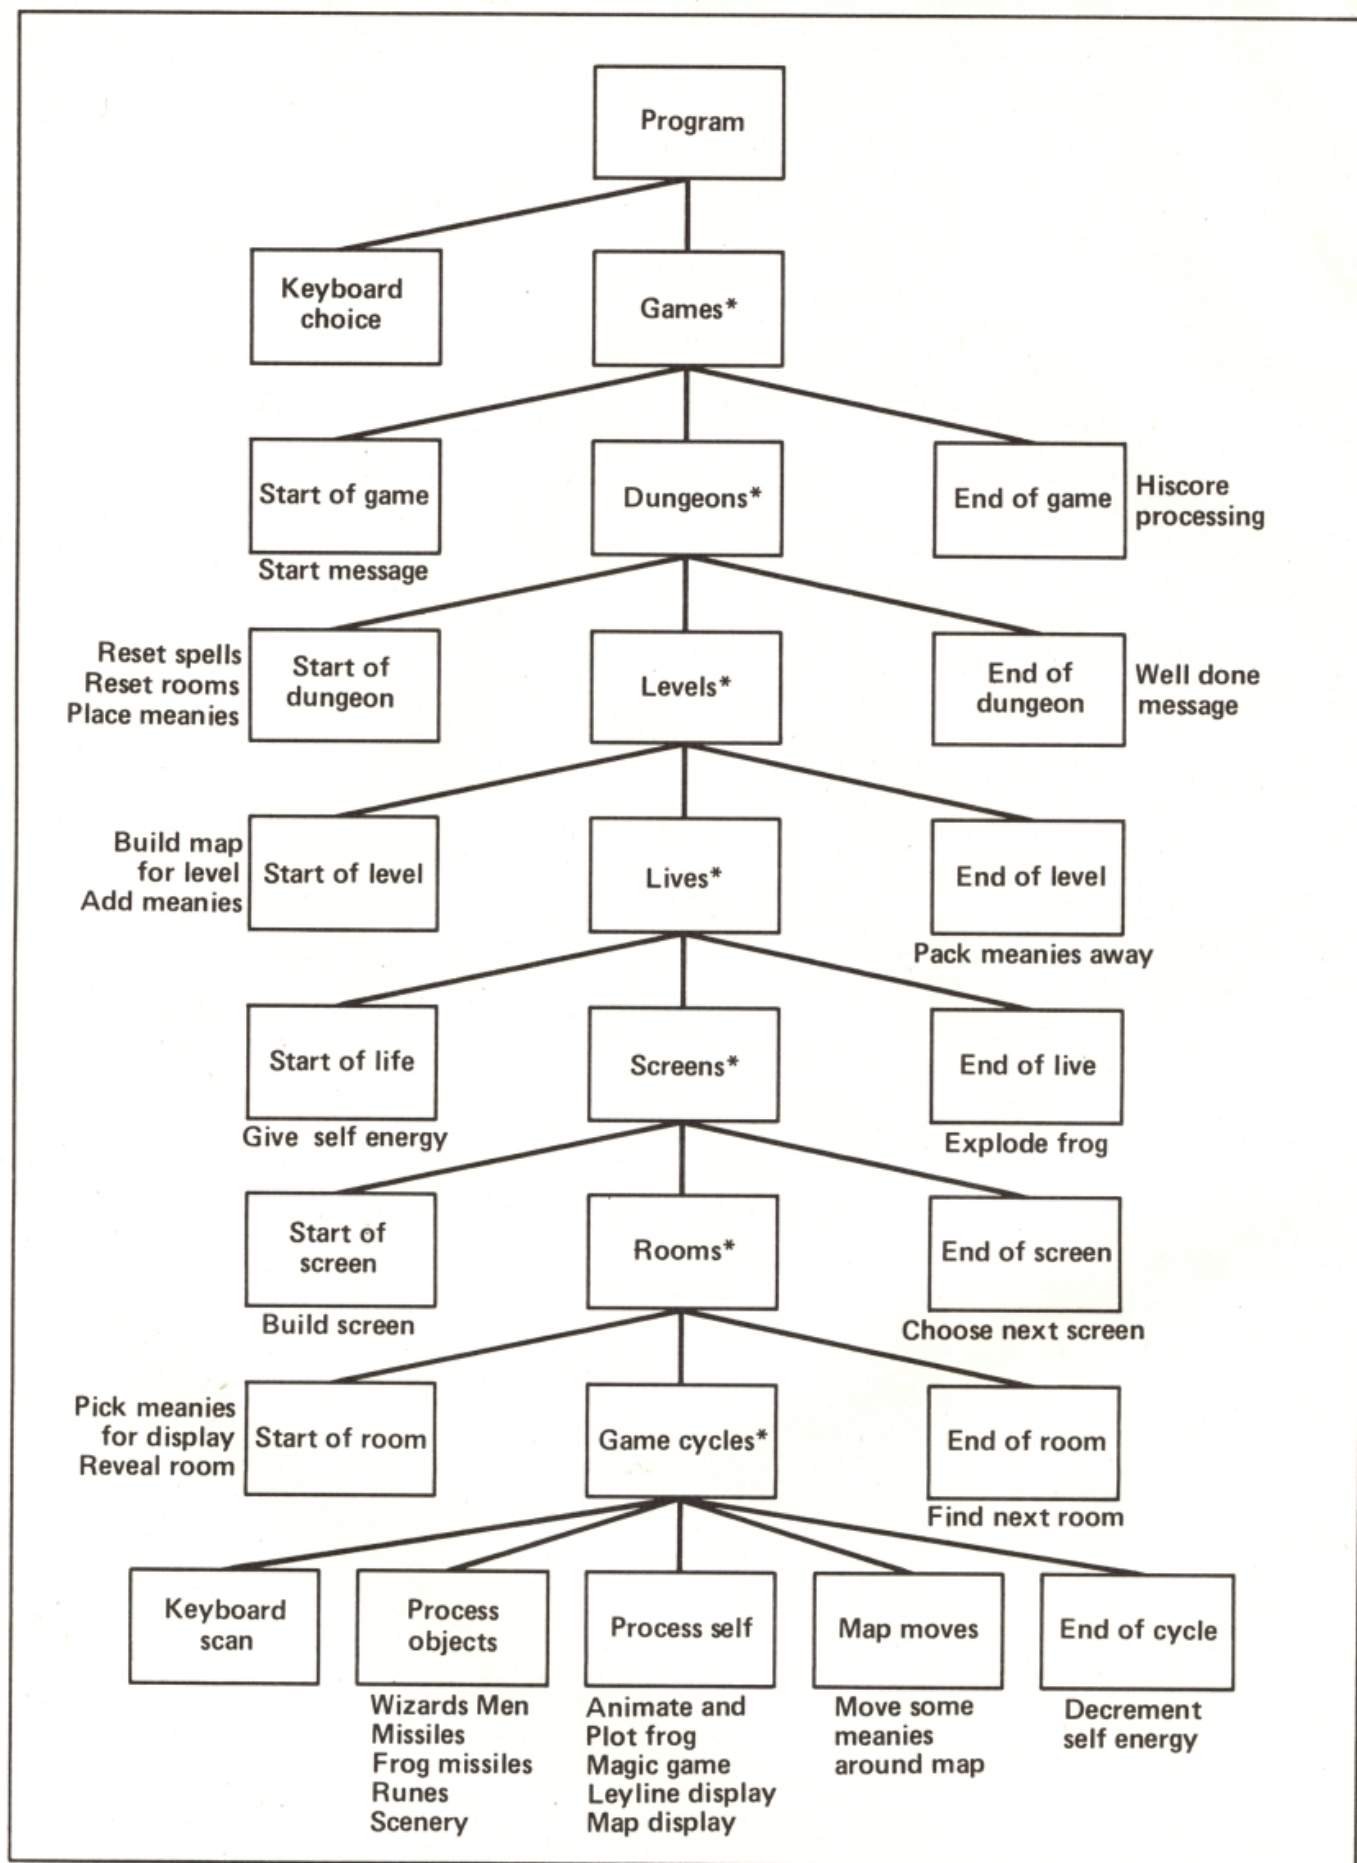 Program
Keyboard
choice
Games*
Start of game
Start message
Dungeons*
End of game
Hiscore
processing
Reset spells
Reset rooms
Place meanies
Start of
dungeon
Levels*
End of
dungeon
Well done
message
Build map
for level
Add meanies
Start of level
Lives*
End of level
Pack meanies away
Start of life
Give self energy
Screens*
End of live
Explode frog
Start of
screen
Build screen
Rooms*
End of screen
Choose next screen
Pick meanies
for display
Reveal room
Start of room
Game cycles*
End of room
Find next room
Keyboard
scan
Process
objects
Wizards Men
Missiles
Frog missiles
Runes
Scenery
Process self
Animate and
Plot frog
Magic game
Leyline display
Map display
Map moves
Move some
meanies
around map
End of cycle
Decrement
self energy